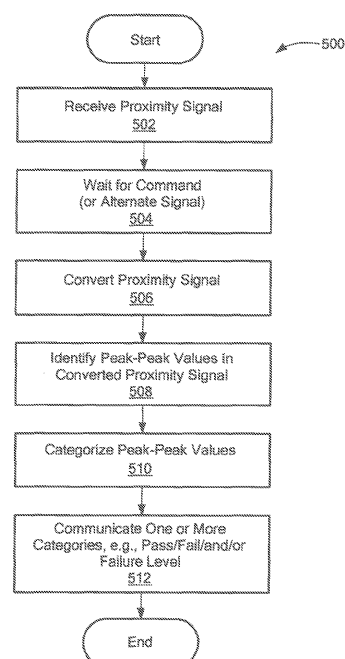 Start
500
Receive Proximity Signal
502
Wait for Command
(or Alternate Signal)
504
Convert Proximity Signal
506
Identify Peak-Peak Values in
Converted Proximity Signal
508
Categorize Peak-Peak Values
510
Communicate One or More
Categories, e.g., Pass/Fail/and/or
Failure Level
512
End